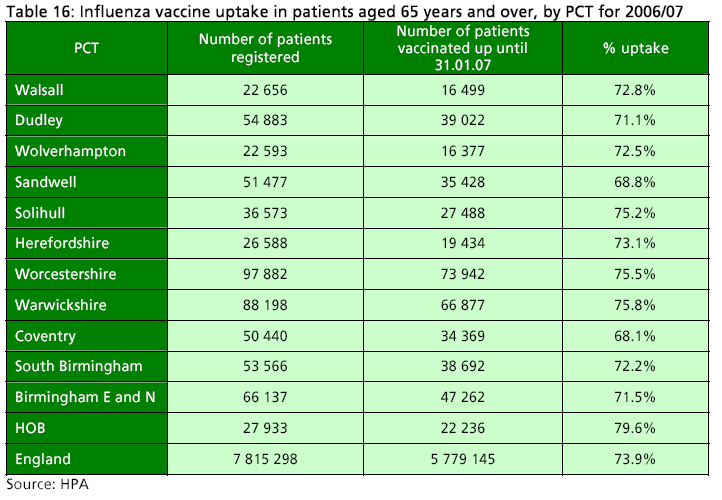 Table 16: Influenza vaccine uptake in patients aged 65 years and over, by PCT for 2006/07
PCT Number of patients registered Number of patients vaccinated up until 31.01.07 % uptake
Walsall 22 656 16 499 72.8%
Dudley 54 883 39 022 71.1%
Wolverhampton 22 593 16 377 72.5%
Sandwell 51 477 35 428 68.8%
Solihull 36 573 27 488 75.2%
Herefordshire 26 588 19 434 73.1%
Worcestershire 97 882 73 942 75.5%
Warwickshire 88 198 66 877 75.8%
Coventry 50 440 34 369 68.1%
South Birmingham 53 566 38 692 72.2%
Birmingham E and N 66 137 47 262 71.5%
HOB 27 933 22 236 79.6%
England 7 815 298 5 779 145 73.9%
Source: HPA